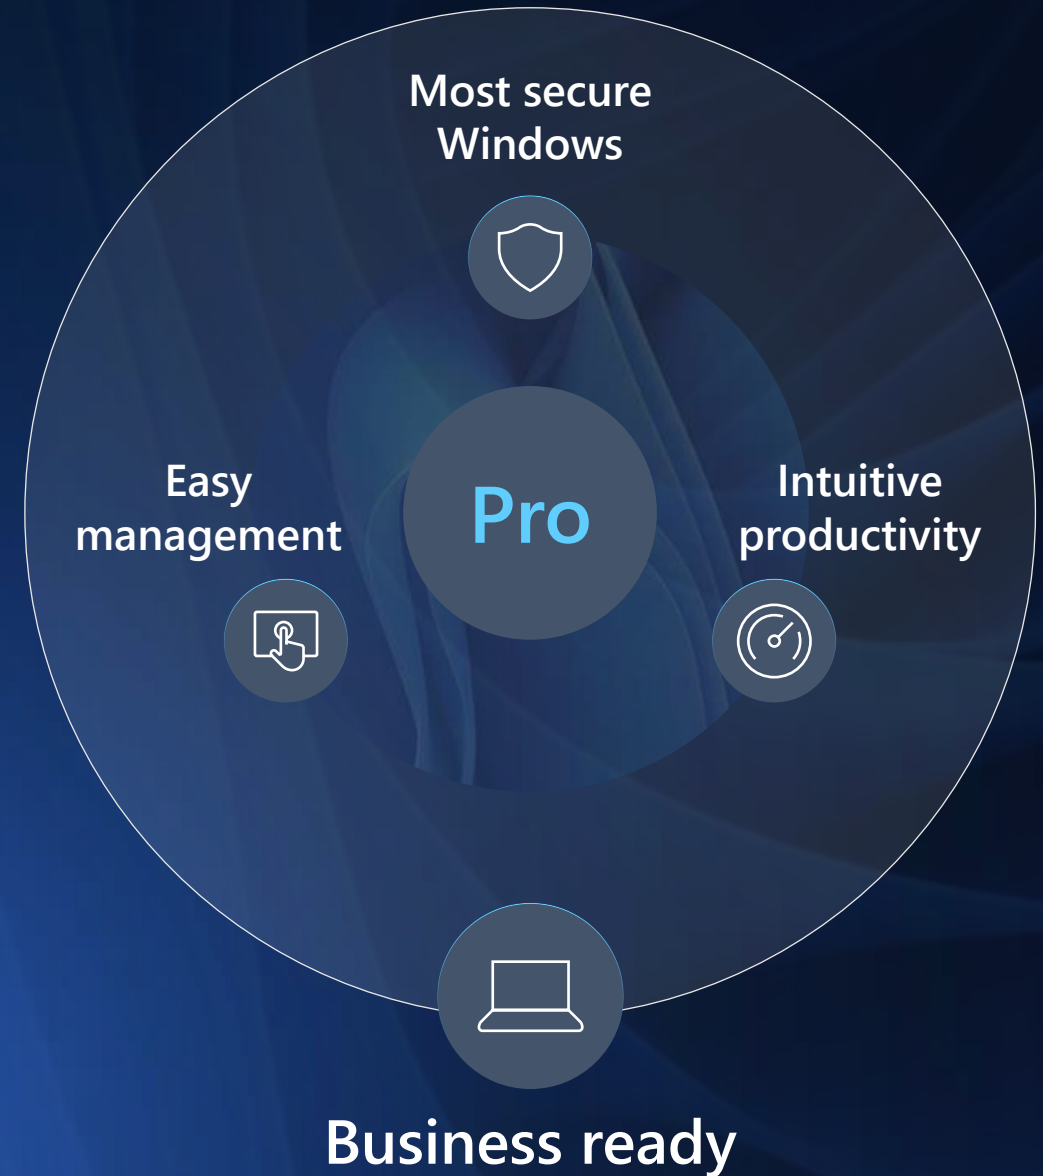 Most secure
Windows
Easy
management
Pro
Intuitive
productivity
Business ready